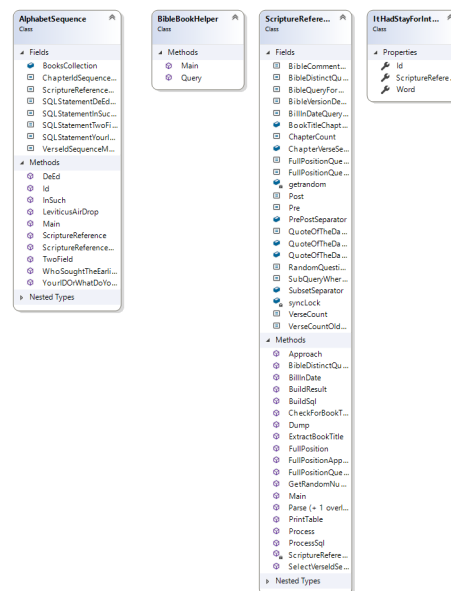 AlphabetSequence
Class
Fields
BooksCollection
ChapterIdSequence...
ScriptureReference...
SQLStatementDeEd...
SQLStatementInSuc...
SQLStatementTwoFi...
SQLStatementYourI...
VerseIdSequenceM...
Methods
DeEd
Id
InSuch
LeviticusAirDrop
Main
ScriptureReference
ScriptureReference...
TwoField
WhoSoughtTheEarli...
YourIDOrWhatDoYo...
Nested Types
BibleBookHelper
Class
Methods
Main
Query
ScriptureRefere...
Class
Fields
BibleComment...
BibleDistinctQu...
BibleQueryFor...
BibleVersionDe...
BillInDateQuery...
BookTitleChapt...
ChapterCount
ChapterVerseSe...
FullPositionQue...
FullPositionQue...
getrandom
Post
Pre
PrePostSeparator
QuoteOfTheDa...
QuoteOfTheDa...
QuoteOfTheDa...
RandomQuesti...
SubQueryWher...
SubsetSeparator
syncLock
VerseCount
VerseCountOld...
Methods
Approach
BibleDistinctQu...
BillInDate
BuildResult
BuildSql
CheckForBookT...
Dump
ExtractBookTitle
FullPosition
FullPositionApp...
FullPositionQue...
GetRandomNu...
Main
Parse (+ 1 overl...
PrintTable
Process
ProcessSql
ScriptureRefere...
SelectVerseIdSe...
Nested Types
ItHadStayForInt...
Class
Properties
Id
ScriptureRefere...
Word